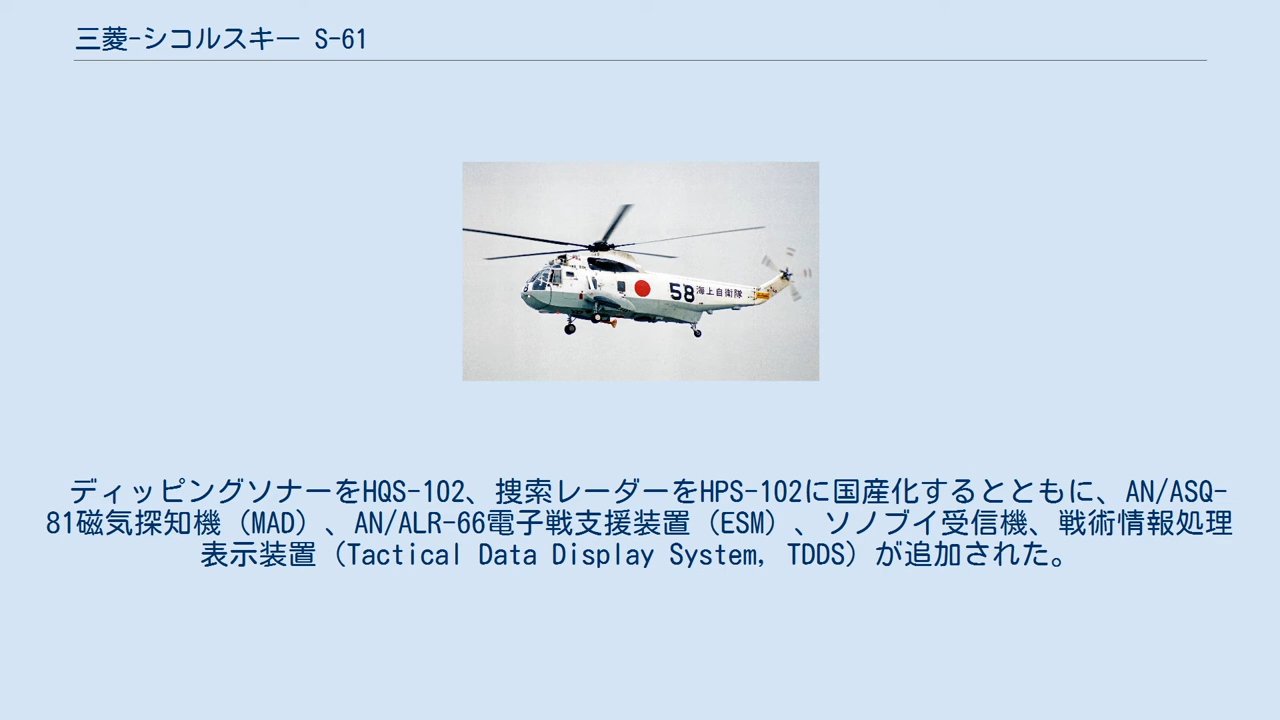 三菱-シコルスキー S-61
58 海上自衛隊
ディッピングソナーをHQS-102、捜索レーダーをHPS-102に国産化するとともに、AN/ASQ-
81磁気探知機（MAD）、AN/ALR-66電子戦支援装置（ESM）、ソノブイ受信機、戦術情報処理
表示装置（Tactical Data Display System, TDDS）が追加された。